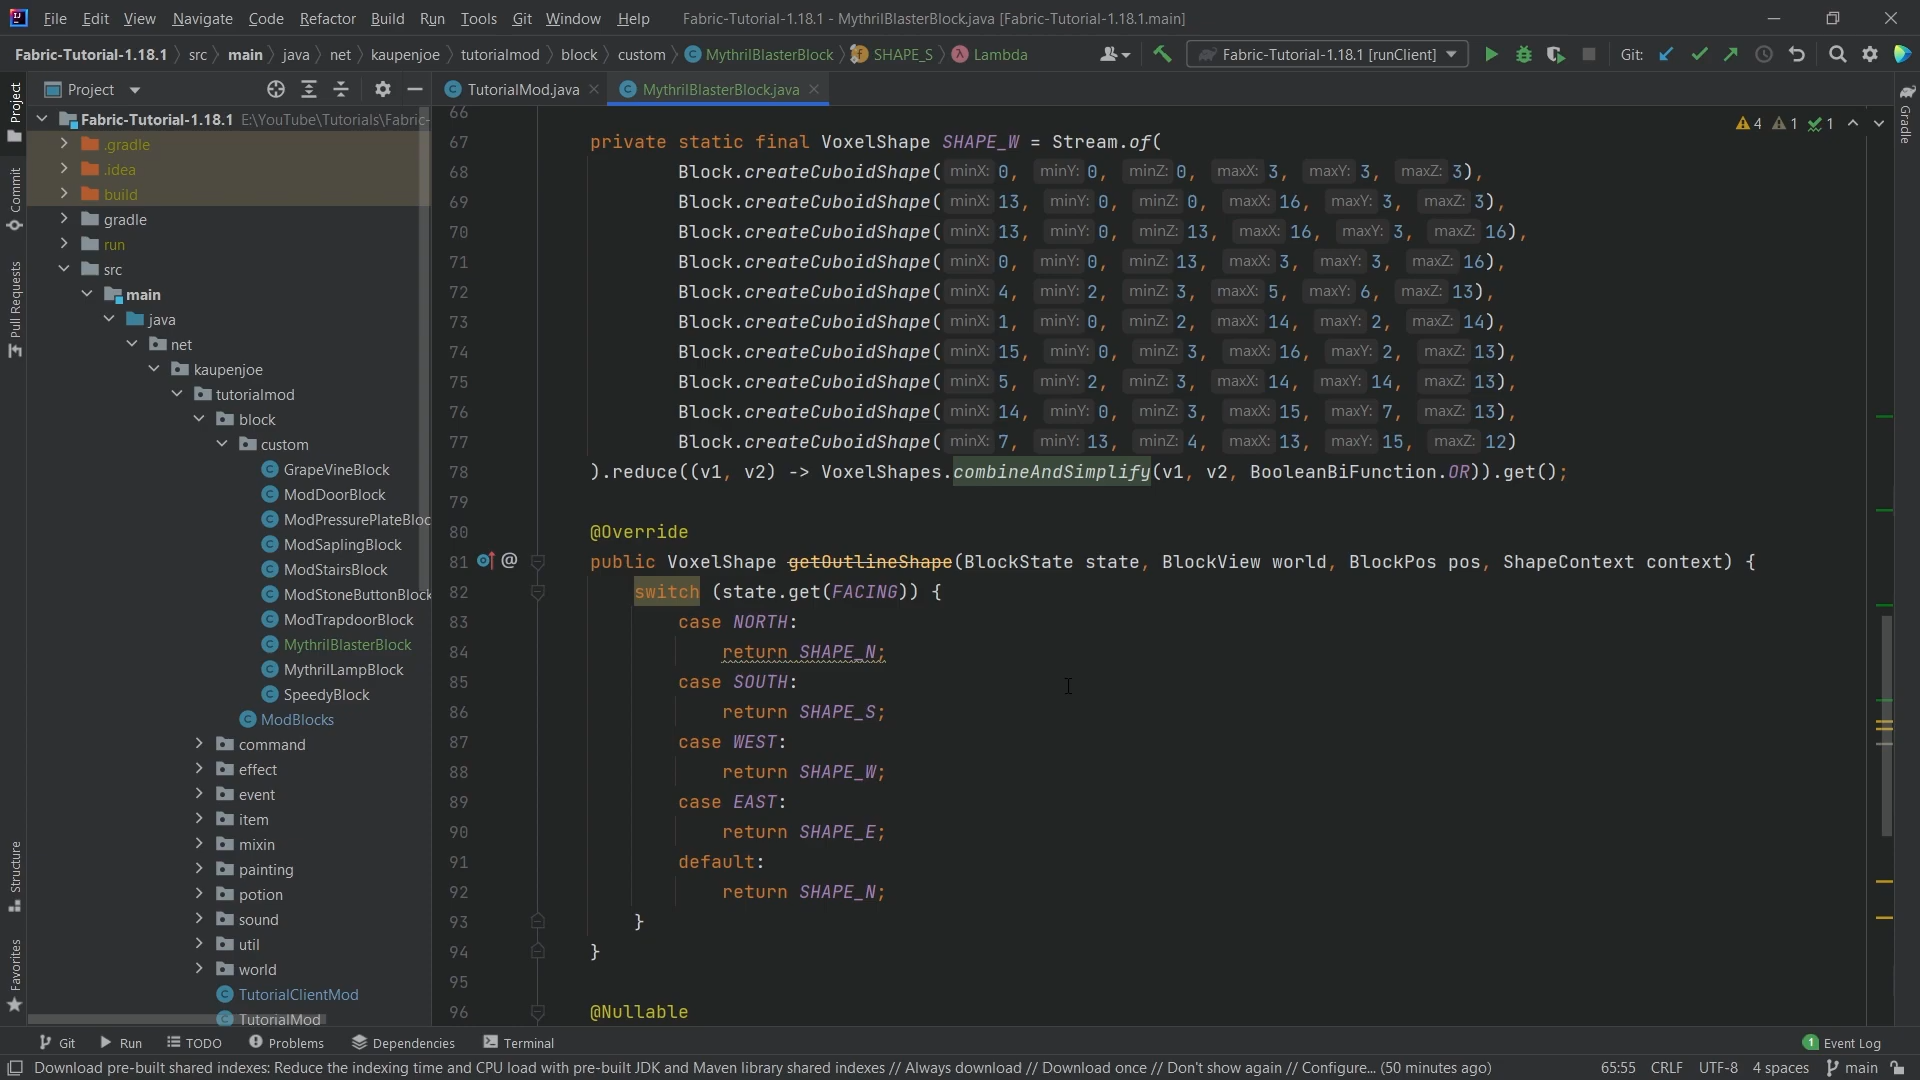 File Edit View Navigate Code Refactor Build Run Tools Git Window Help Fabric-Tutorial-1.18.1 - MythrilBlasterBlock.java [Fabric-Tutorial-1.18.1.main]
Fabric-Tutorial-1.18.1 src main java net kaupenjoe tutorialmod block custom MythrilBlasterBlock SHAPE_S Lambda Fabric-Tutorial-1.18.1 [runClient] Git:
Project TutorialMod.java MythrilBlasterBlock.java
Project
Commit
Pull Requests
Structure
Favorites
Gradle
Fabric-Tutorial-1.18.1 E:\YouTube\Tutorials\Fabric-
.gradle
.idea
build
gradle
run
src
main
java
net
kaupenjoe
tutorialmod
block
custom
GrapeVineBlock
ModDoorBlock
ModPressurePlateBloc
ModSaplingBlock
ModStairsBlock
ModStoneButtonBlock
ModTrapdoorBlock
MythrilBlasterBlock
MythrilLampBlock
SpeedyBlock
ModBlocks
command
effect
event
item
mixin
painting
potion
sound
util
world
TutorialClientMod
TutorialMod
4 1 1
66
67 private static final VoxelShape SHAPE_W = Stream.of(
68 Block.createCuboidShape( minX: 0, minY: 0, minZ: 0, maxX: 3, maxY: 3, maxZ: 3),
69 Block.createCuboidShape( minX: 13, minY: 0, minZ: 0, maxX: 16, maxY: 3, maxZ: 3),
70 Block.createCuboidShape( minX: 13, minY: 0, minZ: 13, maxX: 16, maxY: 3, maxZ: 16),
71 Block.createCuboidShape( minX: 0, minY: 0, minZ: 13, maxX: 3, maxY: 3, maxZ: 16),
72 Block.createCuboidShape( minX: 4, minY: 2, minZ: 3, maxX: 5, maxY: 6, maxZ: 13),
73 Block.createCuboidShape( minX: 1, minY: 0, minZ: 2, maxX: 14, maxY: 2, maxZ: 14),
74 Block.createCuboidShape( minX: 15, minY: 0, minZ: 3, maxX: 16, maxY: 2, maxZ: 13),
75 Block.createCuboidShape( minX: 5, minY: 2, minZ: 3, maxX: 14, maxY: 14, maxZ: 13),
76 Block.createCuboidShape( minX: 14, minY: 0, minZ: 3, maxX: 15, maxY: 7, maxZ: 13),
77 Block.createCuboidShape( minX: 7, minY: 13, minZ: 4, maxX: 13, maxY: 15, maxZ: 12)
78 ).reduce((v1, v2) -> VoxelShapes.combineAndSimplify(v1, v2, BooleanBiFunction.OR)).get();
79
80 @Override
81 @ public VoxelShape getOutlineShape(BlockState state, BlockView world, BlockPos pos, ShapeContext context) {
82 switch (state.get(FACING)) {
83 case NORTH:
84 return SHAPE_N;
85 case SOUTH:
86 return SHAPE_S;
87 case WEST:
88 return SHAPE_W;
89 case EAST:
90 return SHAPE_E;
91 default:
92 return SHAPE_N;
93 }
94 }
95
96 @Nullable
Git Run TODO Problems Dependencies Terminal 1 Event Log
Download pre-built shared indexes: Reduce the indexing time and CPU load with pre-built JDK and Maven library shared indexes // Always download // Download once // Don't show again // Configure... (50 minutes ago) 65:55 CRLF UTF-8 4 spaces main